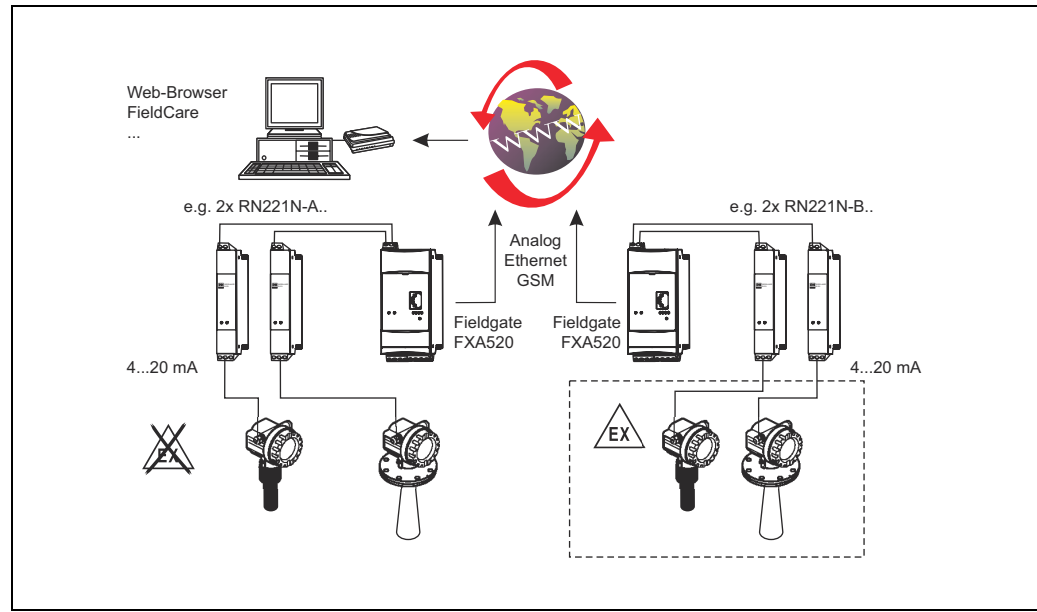 Web-Browser
FieldCare
...
WWW
e.g. 2x RN221N-A..
e.g. 2x RN221N-B..
Analog
Ethernet
GSM
Fieldgate
FXA520
Fieldgate
FXA520
4...20 mA
4...20 mA
EX
EX